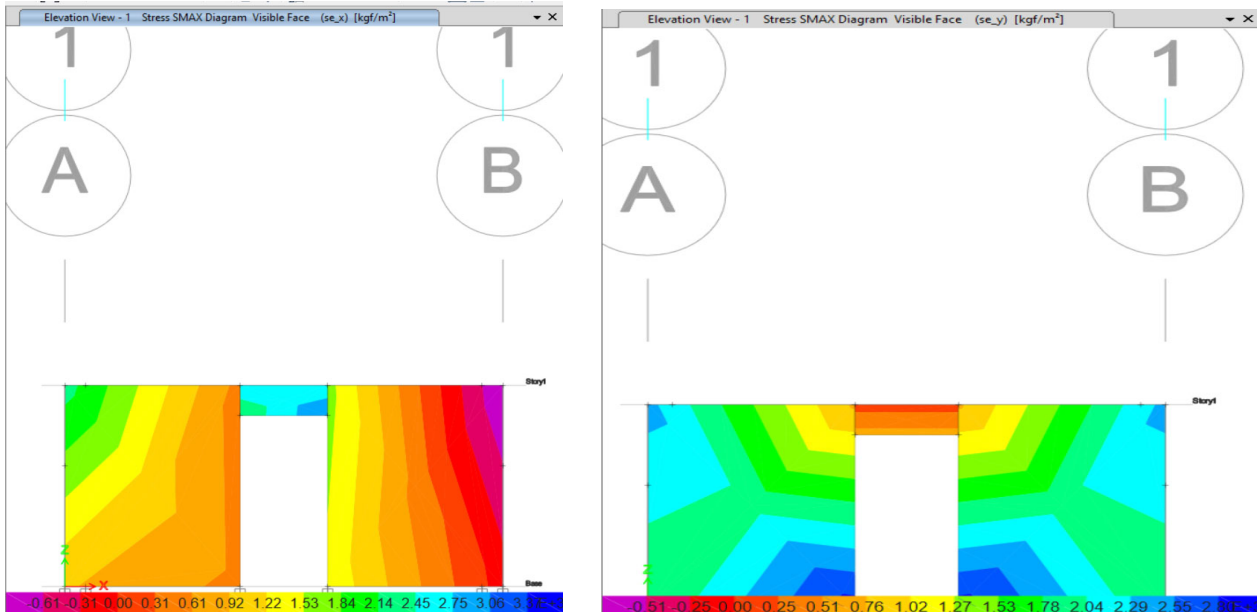 Elevation View - 1 Stress SMAX Diagram Visible Face (se_x) [kgf/m²]
1
1
A
B
Story1
Z
X
Base
-0.61 -0.31 0.00 0.31 0.61 0.92 1.22 1.53 1.84 2.14 2.45 2.75 3.06
Elevation View - 1 Stress SMAX Diagram Visible Face (se_y) [kgf/m²]
1
1
A
B
Story1
Z
-0.51 -0.25 0.00 0.25 0.51 0.76 1.02 1.27 1.53 1.78 2.04 2.29 2.55